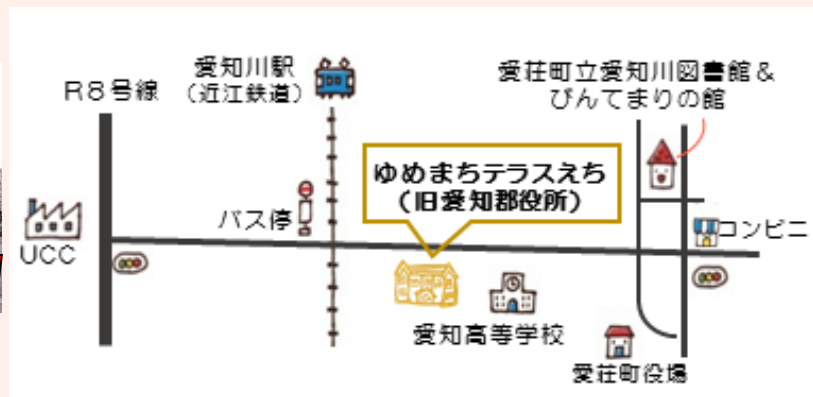 愛知川駅
(近江鉄道)
R8号線
愛荘町立愛知川図書館&
びんてまりの館
ゆめまちテラスえち
(旧愛知郡役所)
バス停
コンビニ
UCC
愛知高等学校
愛荘町役場